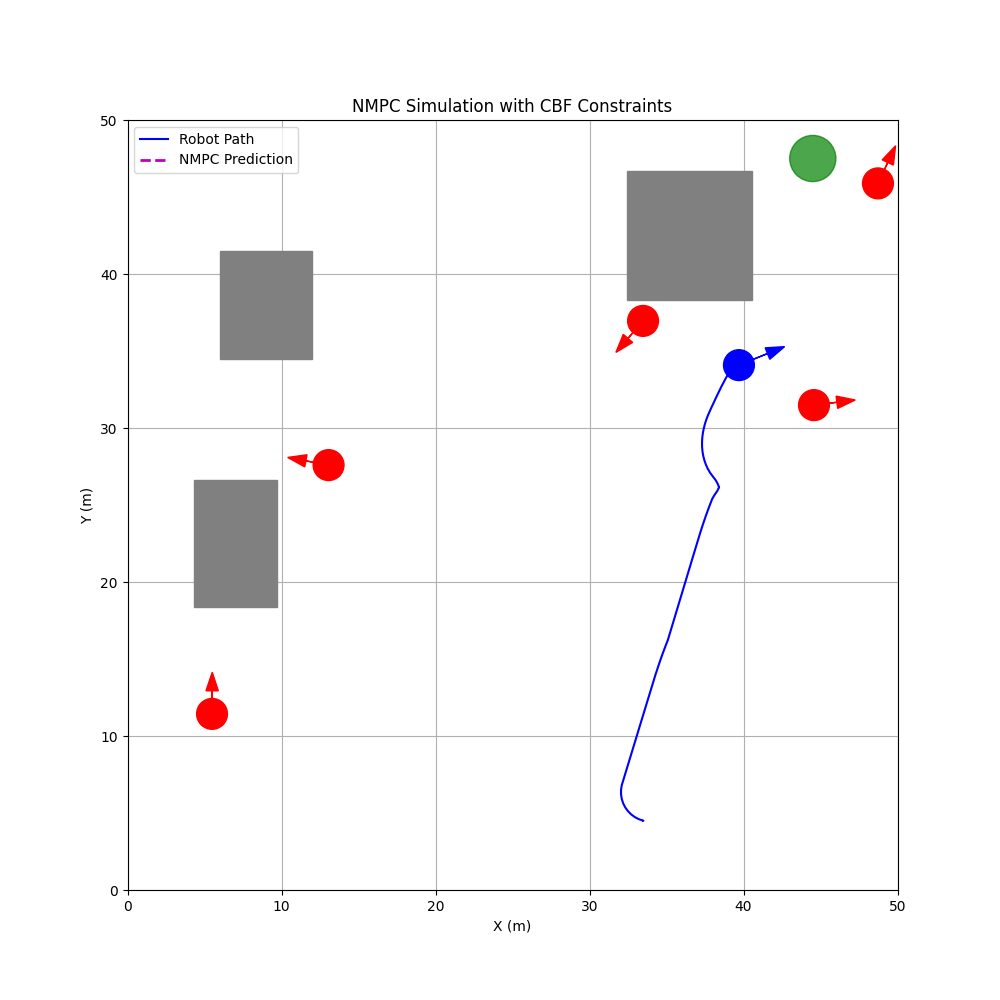 NMPC Simulation with CBF Constraints
Robot Path
NMPC Prediction
50
40
30
20
10
0
Y (m)
0 10 20 30 40 50
X (m)